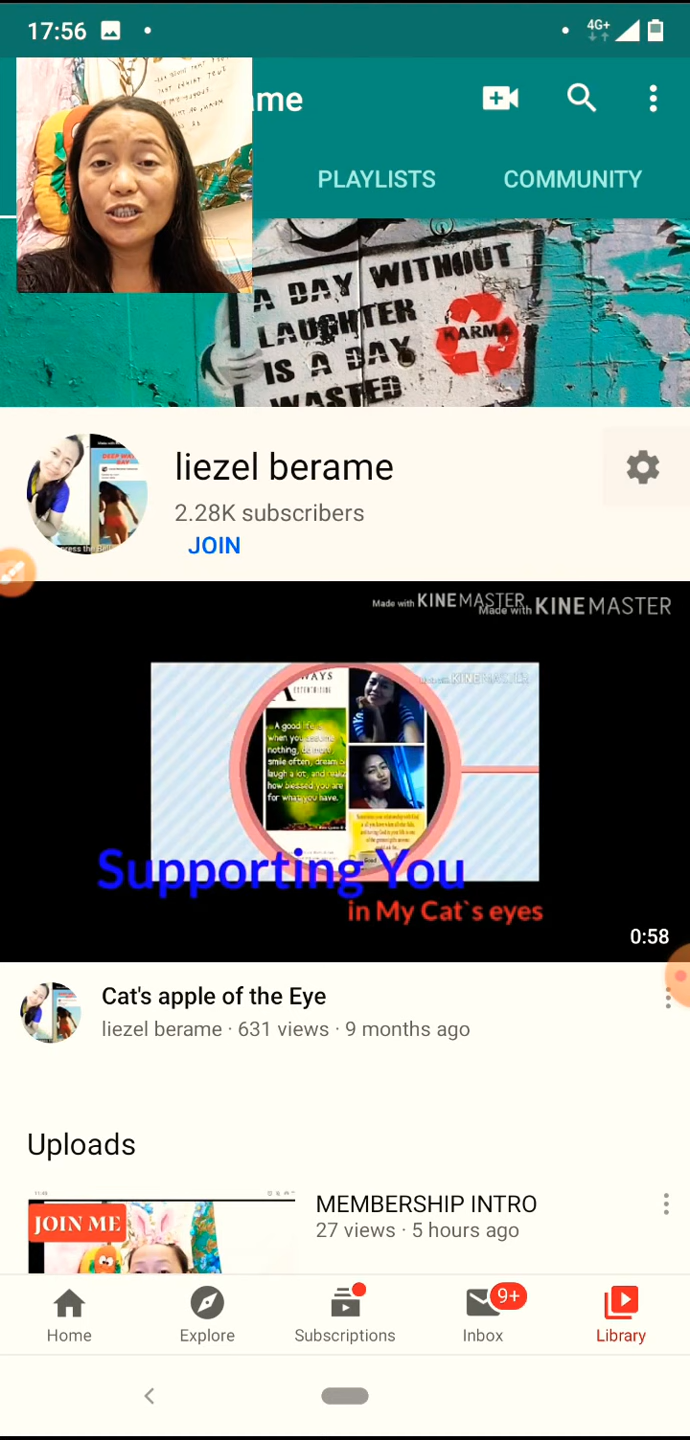 17:56
4G+
ame
PLAYLISTS
COMMUNITY
A DAY WITHOUT
LAUGHTER
IS A DAY
WASTED
KARMA
liezel berame
2.28K subscribers
JOIN
Made with KINEMASTER
Made with KINEMASTER
WAYS
A good life is
when you assume
nothing, do more,
smile often, dream
laugh a lot, and realize
how blessed you are
for what you have.
Supporting You
in My Cat`s eyes
0:58
Cat's apple of the Eye
liezel berame · 631 views · 9 months ago
Uploads
JOIN ME
MEMBERSHIP INTRO
27 views · 5 hours ago
9+
Home
Explore
Subscriptions
Inbox
Library